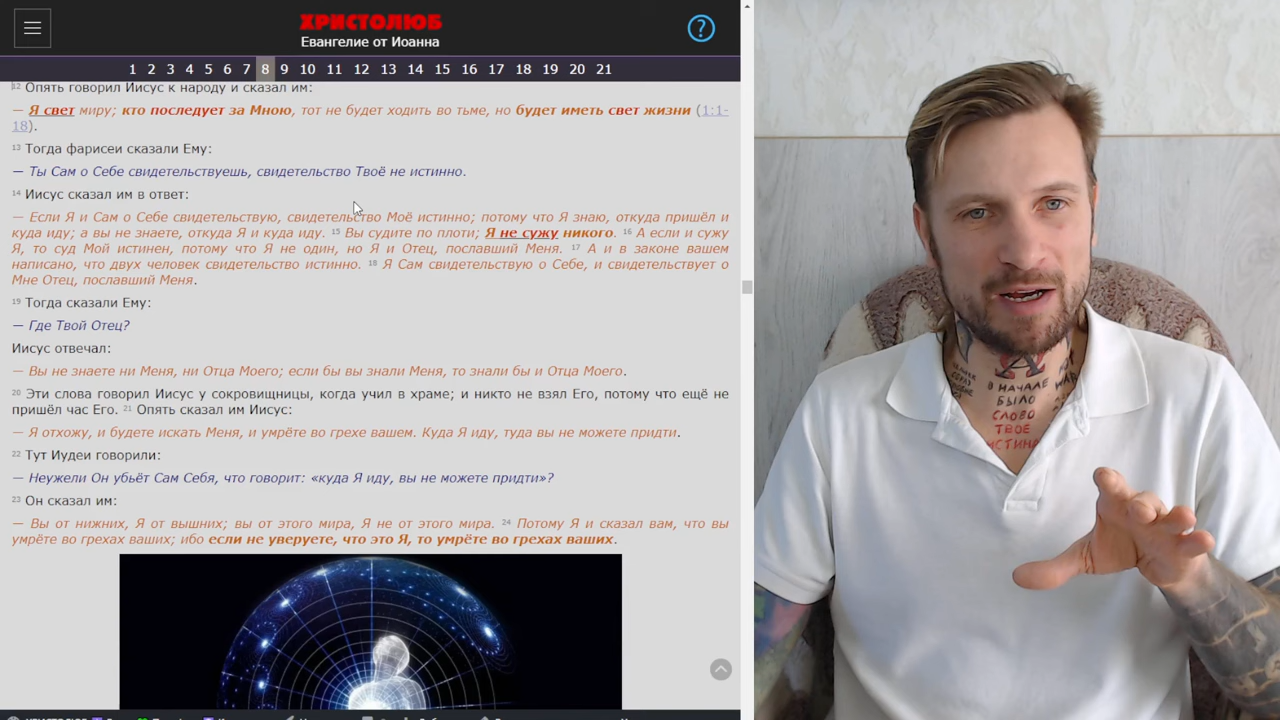 ХРИСТОЛЮБ
Евангелие от Иоанна
1 2 3 4 5 6 7 8 9 10 11 12 13 14 15 16 17 18 19 20 21
12 Опять говорил Иисус к народу и сказал им:
— Я свет миру; кто последует за Мною, тот не будет ходить во тьме, но будет иметь свет жизни (1:1-
18).
13 Тогда фарисеи сказали Ему:
— Ты Сам о Себе свидетельствуешь, свидетельство Твоё не истинно.
14 Иисус сказал им в ответ:
— Если Я и Сам о Себе свидетельствую, свидетельство Моё истинно; потому что Я знаю, откуда пришёл и
куда иду; а вы не знаете, откуда Я и куда иду. 15 Вы судите по плоти; Я не сужу никого. 16 А если и сужу
Я, то суд Мой истинен, потому что Я не один, но Я и Отец, пославший Меня. 17 А и в законе вашем
написано, что двух человек свидетельство истинно. 18 Я Сам свидетельствую о Себе, и свидетельствует о
Мне Отец, пославший Меня.
19 Тогда сказали Ему:
— Где Твой Отец?
Иисус отвечал:
— Вы не знаете ни Меня, ни Отца Моего; если бы вы знали Меня, то знали бы и Отца Моего.
20 Эти слова говорил Иисус у сокровищницы, когда учил в храме; и никто не взял Его, потому что ещё не
пришёл час Его. 21 Опять сказал им Иисус:
— Я отхожу, и будете искать Меня, и умрёте во грехе вашем. Куда Я иду, туда вы не можете придти.
22 Тут Иудеи говорили:
— Неужели Он убьёт Сам Себя, что говорит: «куда Я иду, вы не можете придти»?
23 Он сказал им:
— Вы от нижних, Я от вышних; вы от этого мира, Я не от этого мира. 24 Потому Я и сказал вам, что вы
умрёте во грехах ваших; ибо если не уверуете, что это Я, то умрёте во грехах ваших.
В НАЧАЛЕ
БЫЛО
СЛОВО
ТВОЕ
ИСТИНА